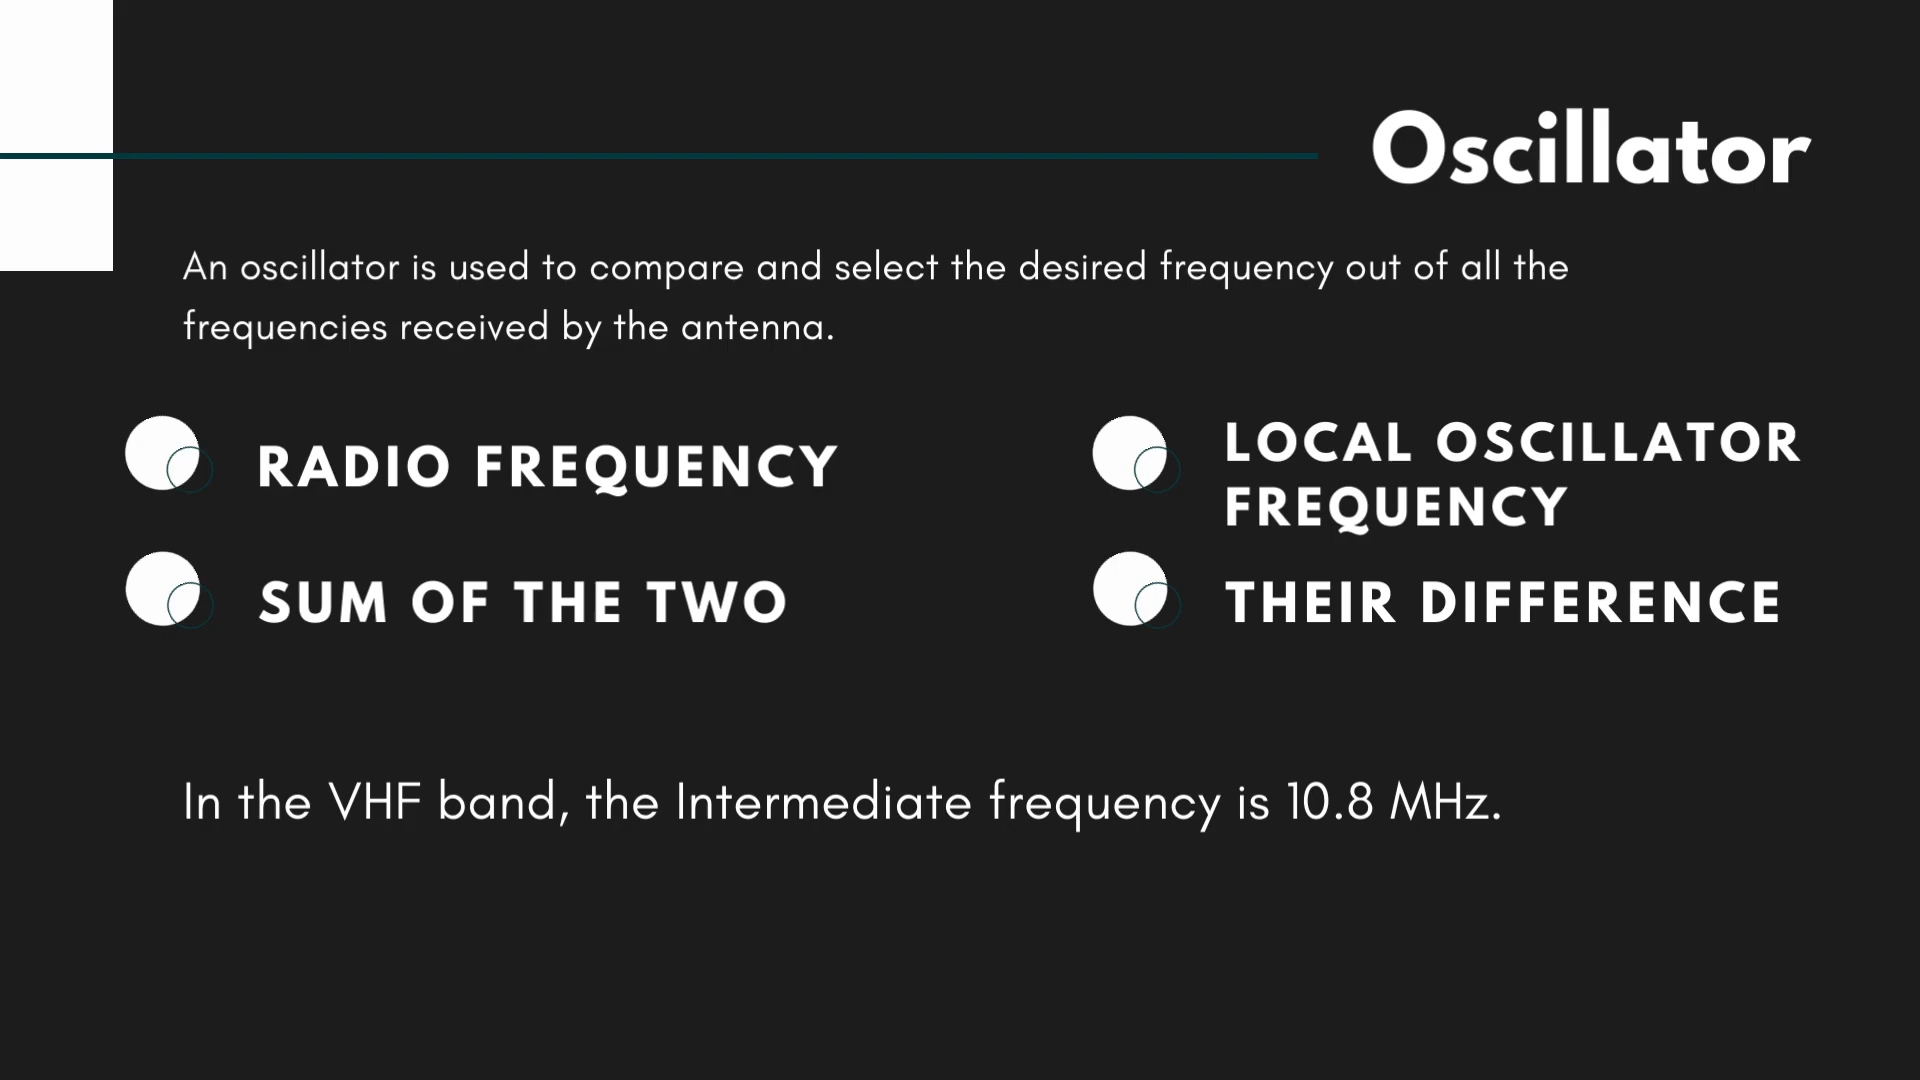 Oscillator
An oscillator is used to compare and select the desired frequency out of all the
frequencies received by the antenna.
RADIO FREQUENCY
LOCAL OSCILLATOR
FREQUENCY
SUM OF THE TWO
THEIR DIFFERENCE
In the VHF band, the Intermediate frequency is 10.8 MHz.